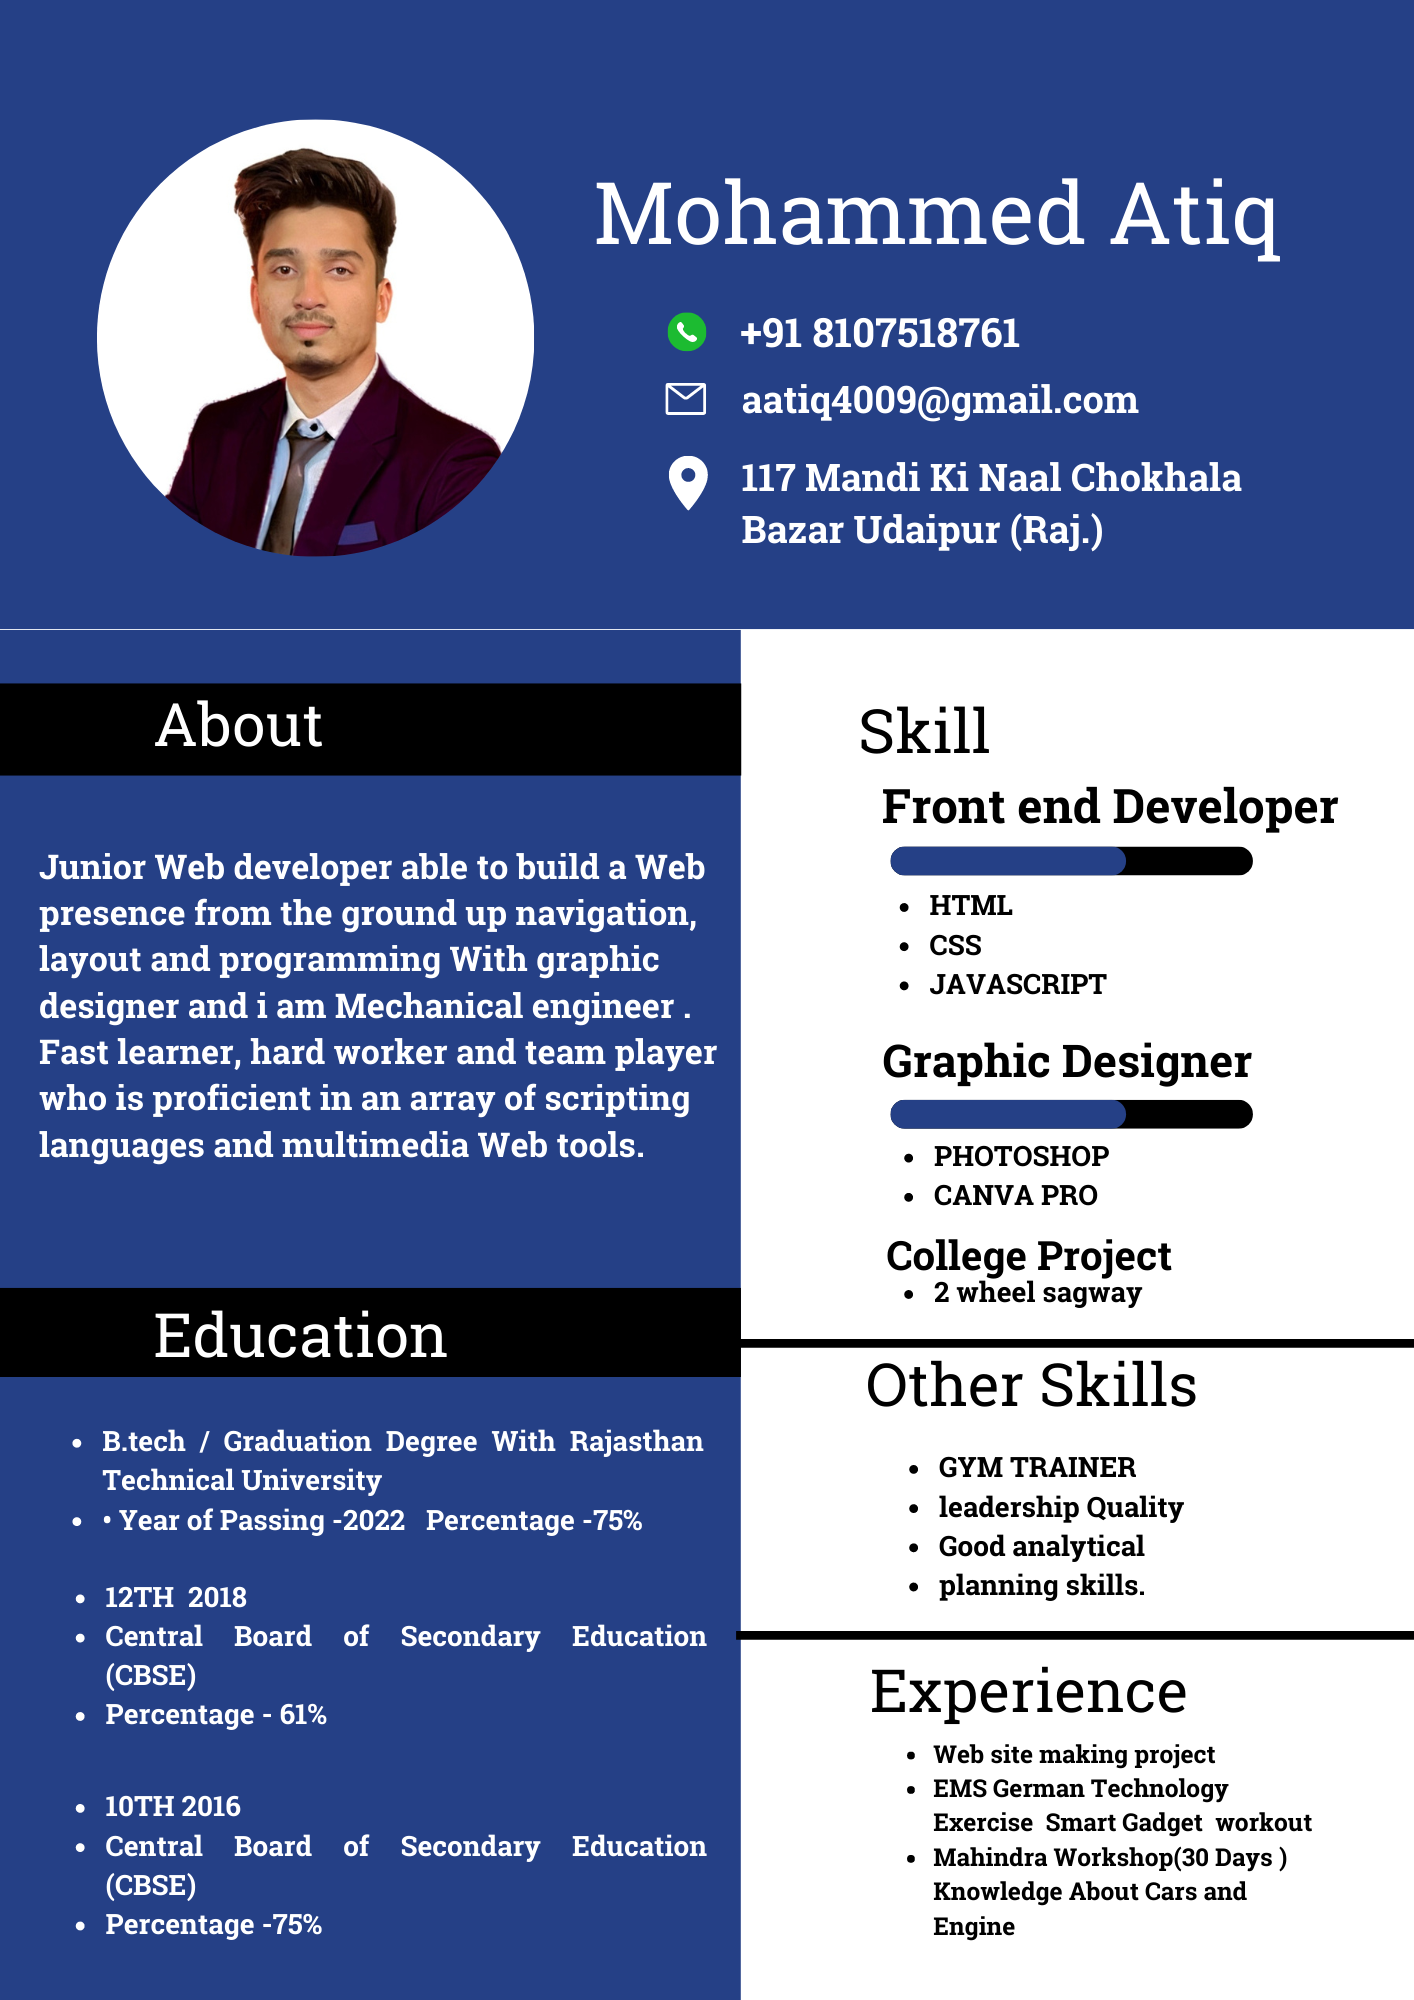 Mohammed Atiq
+91 8107518761
aatiq4009@gmail.com
117 Mandi Ki Naal Chokhala
Bazar Udaipur (Raj.)
About
Junior Web developer able to build a Web
presence from the ground up navigation,
layout and programming With graphic
designer and i am Mechanical engineer .
Fast learner, hard worker and team player
who is proficient in an array of scripting
languages and multimedia Web tools.
Education
• B.tech / Graduation Degree With Rajasthan
Technical University
• • Year of Passing -2022 Percentage -75%
• 12TH 2018
• Central Board of Secondary Education
(CBSE)
• Percentage - 61%
• 10TH 2016
• Central Board of Secondary Education
(CBSE)
• Percentage -75%
Skill
Front end Developer
• HTML
• CSS
• JAVASCRIPT
Graphic Designer
• PHOTOSHOP
• CANVA PRO
College Project
• 2 wheel sagway
Other Skills
• GYM TRAINER
• leadership Quality
• Good analytical
• planning skills.
Experience
• Web site making project
• EMS German Technology
Exercise Smart Gadget workout
• Mahindra Workshop(30 Days )
Knowledge About Cars and
Engine